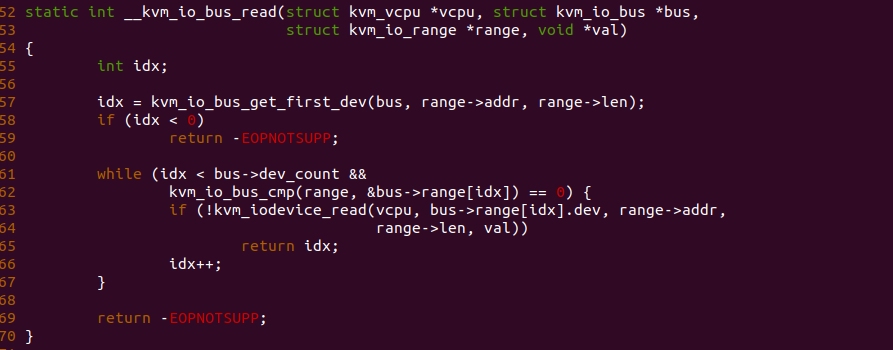 52 static int __kvm_io_bus_read(struct kvm_vcpu *vcpu, struct kvm_io_bus *bus,
53                              struct kvm_io_range *range, void *val)
54 {
55         int idx;
56
57         idx = kvm_io_bus_get_first_dev(bus, range->addr, range->len);
58         if (idx < 0)
59                 return -EOPNOTSUPP;
60
61         while (idx < bus->dev_count &&
62                 kvm_io_bus_cmp(range, &bus->range[idx]) == 0) {
63                 if (!kvm_iodevice_read(vcpu, bus->range[idx].dev, range->addr,
64                                        range->len, val))
65                         return idx;
66                 idx++;
67         }
68
69         return -EOPNOTSUPP;
70 }